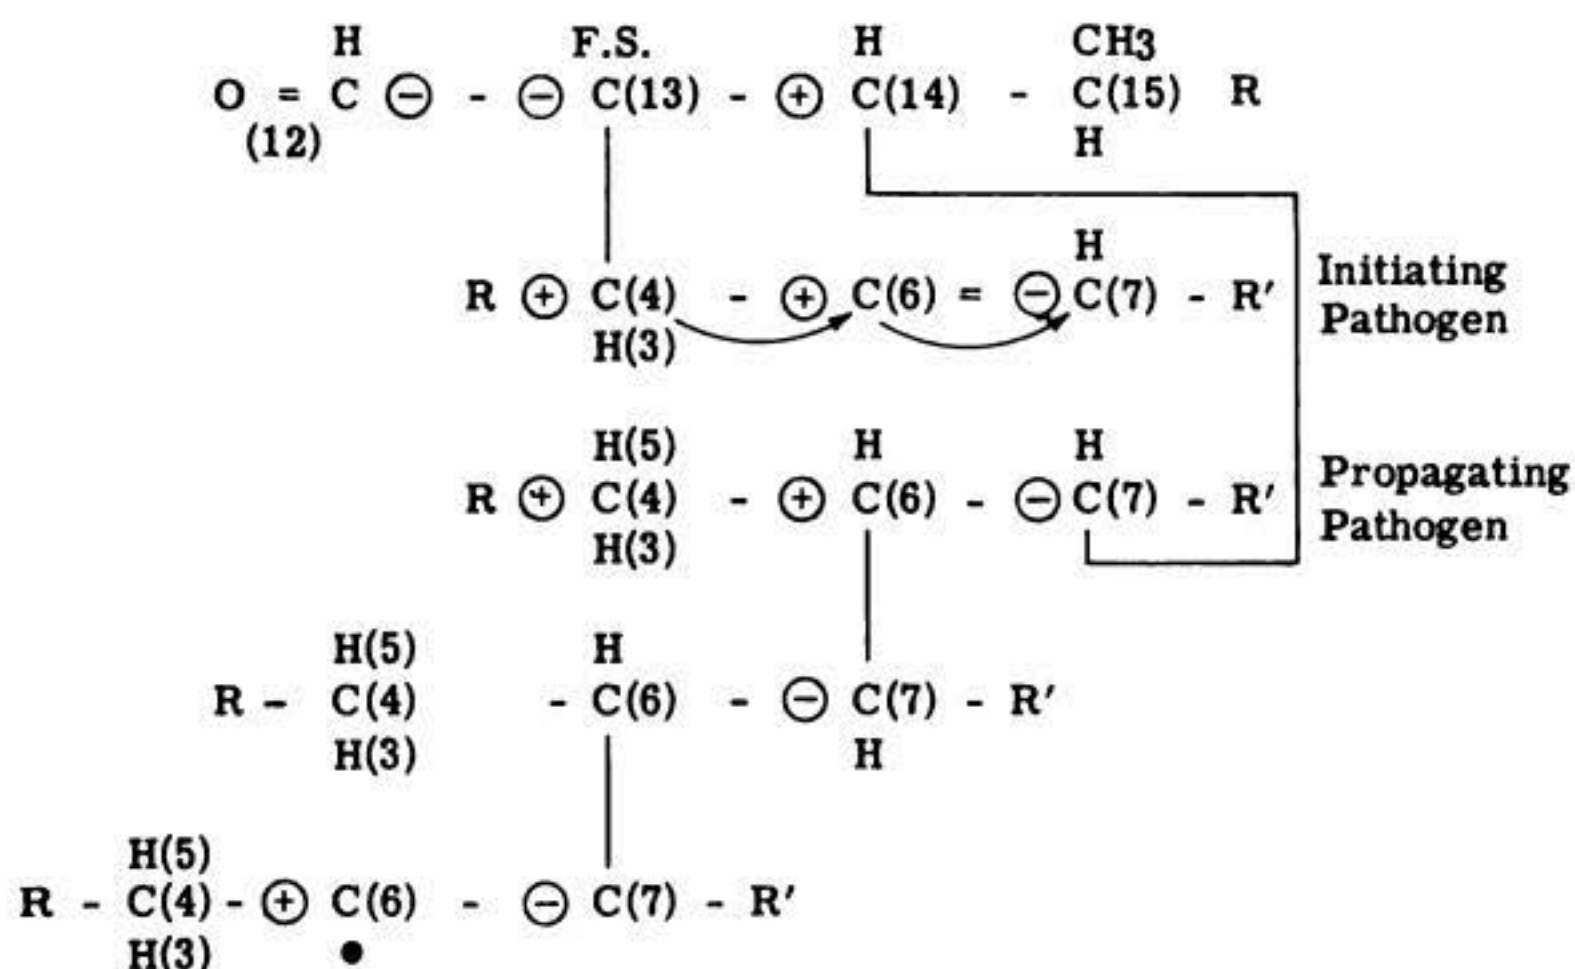 H F.S. H CH3
O = C ⊖ - ⊖ C(13) - ⊕ C(14) - C(15) R
(12) H
H
R ⊕ C(4) - ⊕ C(6) = ⊖ C(7) - R′
H(3)
Initiating
Pathogen
H(5) H H
R ⊕ C(4) - ⊕ C(6) - ⊖ C(7) - R′
H(3)
Propagating
Pathogen
H(5) H
R - C(4) - C(6) - ⊖ C(7) - R′
H(3) H
H(5)
R - C(4) - ⊕ C(6) - ⊖ C(7) - R′
H(3) •